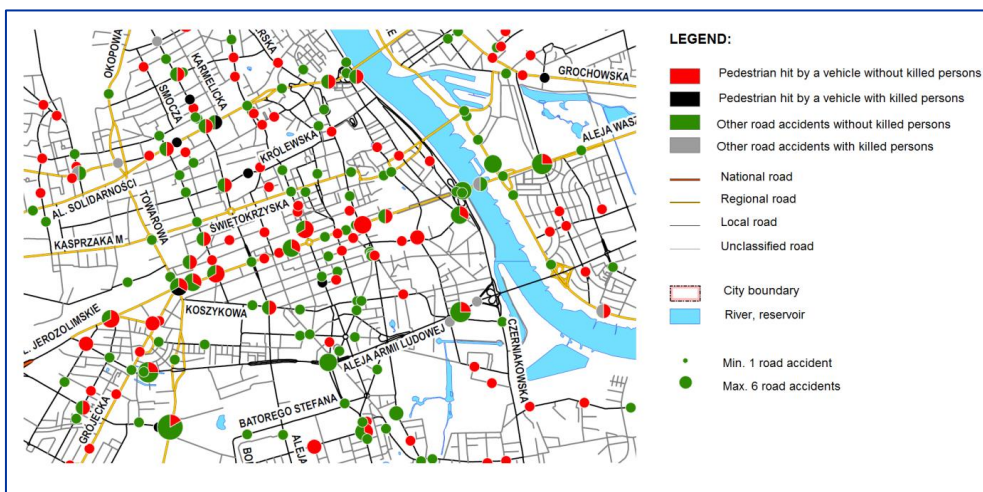 OKOPOWA
KARMELICKA
SMOCZA
GROCHOWSKA
KRÓLEWSKA
AL. SOLIDARNOŚCI
TOWAROWA
ŚWIĘTOKRZYSKA
KASPRZAKA M
KOSZYKOWA
JEROZOLIMSKIE
ALEJA ARMII LUDOWEJ
CZERNIAKOWSKA
GRÓJECKA
BATOREGO STEFANA
ALEJA
LEGEND:
Pedestrian hit by a vehicle without killed persons
Pedestrian hit by a vehicle with killed persons
Other road accidents without killed persons
Other road accidents with killed persons
National road
Regional road
Local road
Unclassified road
City boundary
River, reservoir
Min. 1 road accident
Max. 6 road accidents